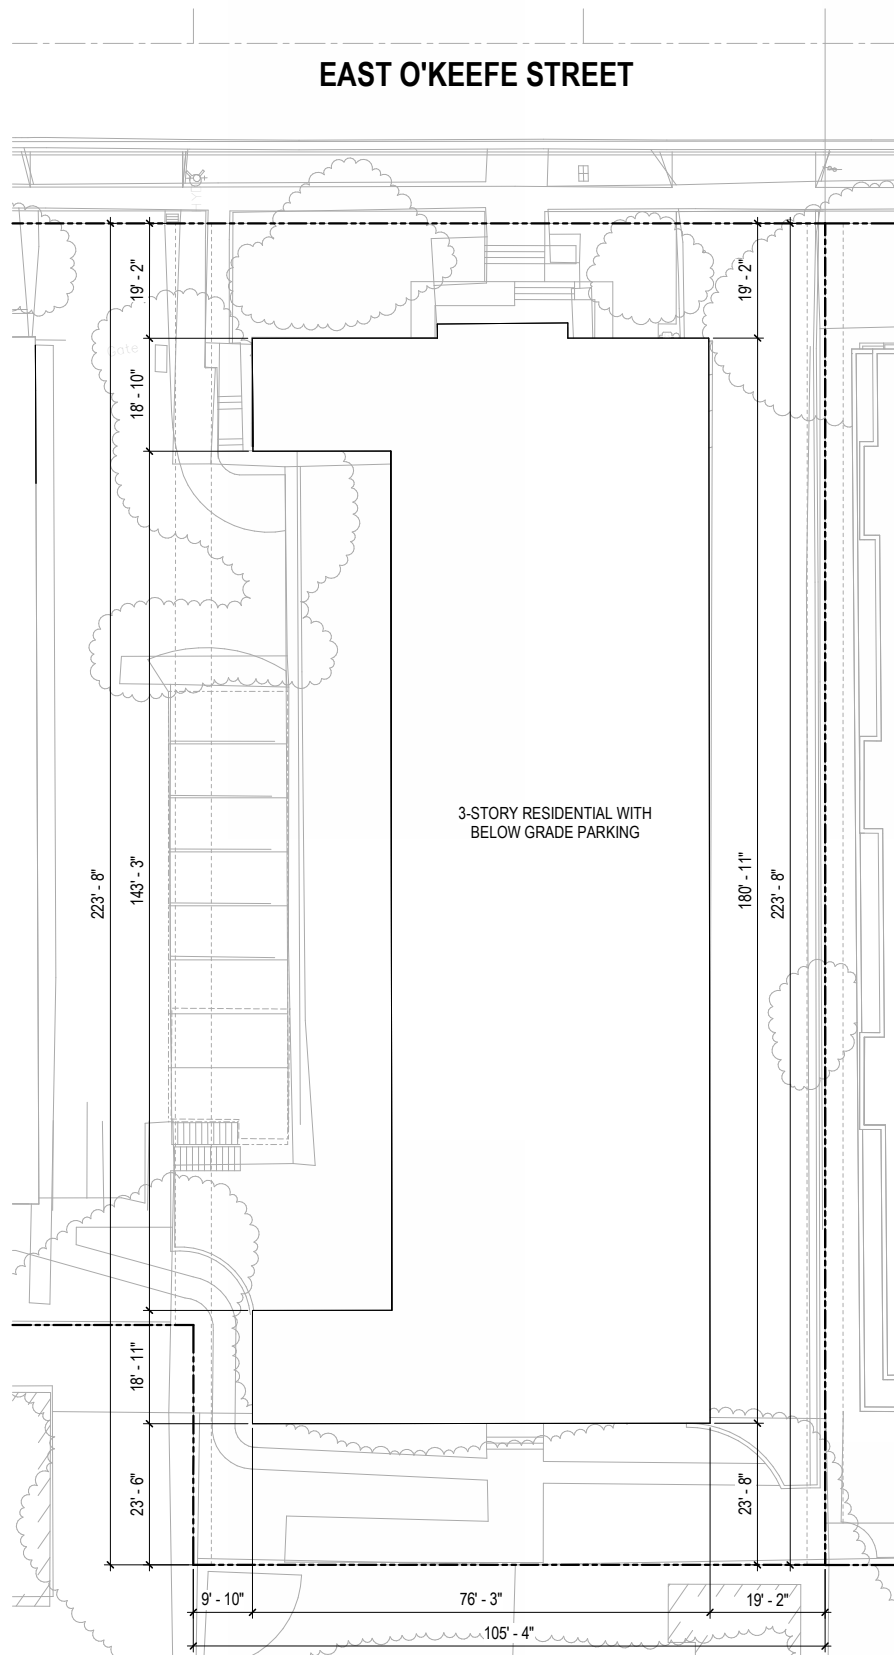 EAST O'KEEFE STREET
HYD
19' - 2"
19' - 2"
Gate
18' - 10"
3-STORY RESIDENTIAL WITH
BELOW GRADE PARKING
223' - 8"
143' - 3"
180' - 11"
223' - 8"
18' - 11"
23' - 6"
23' - 8"
9' - 10"
76' - 3"
19' - 2"
105' - 4"